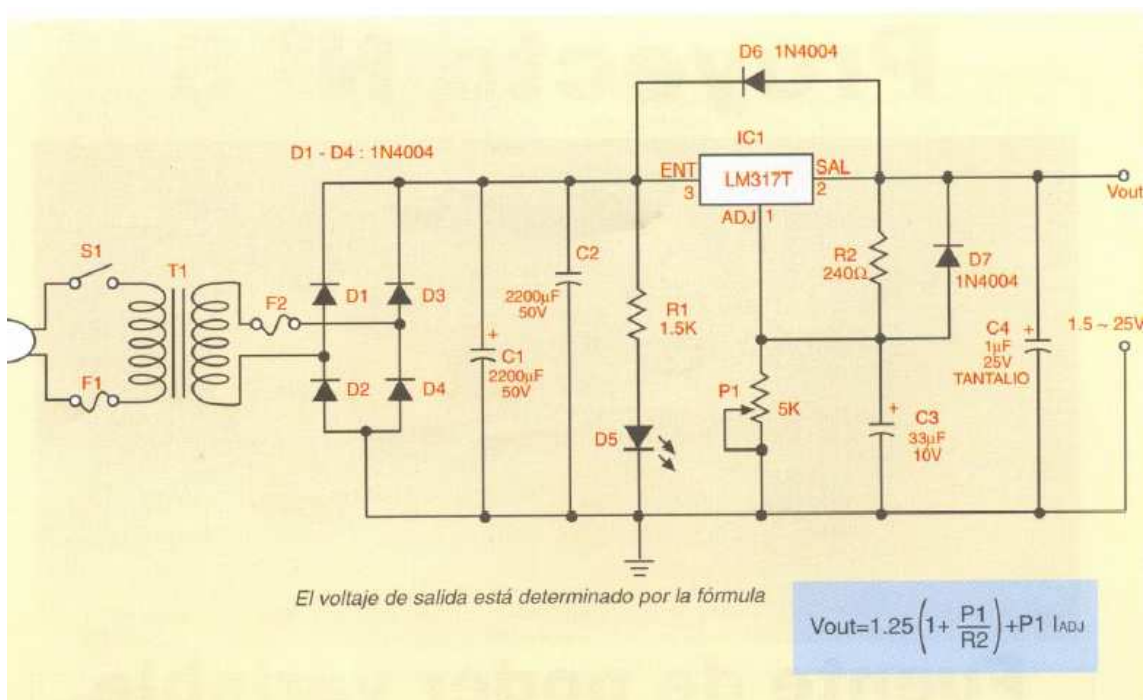 D6 1N4004
IC1
D1 - D4 : 1N4004
ENT
3
LM317T
SAL
2
ADJ 1
Vout
S1
T1
F2
F1
D1
D3
D2
D4
C2
2200µF
50V
+
C1
2200µF
50V
R1
1.5K
D5
R2
240Ω
D7
1N4004
P1
5K
+
C3
33µF
10V
+
C4
1µF
25V
TANTALIO
1.5 ~ 25V
El voltaje de salida está determinado por la fórmula
Vout=1.25(1+ P1/R2)+P1 IADJ